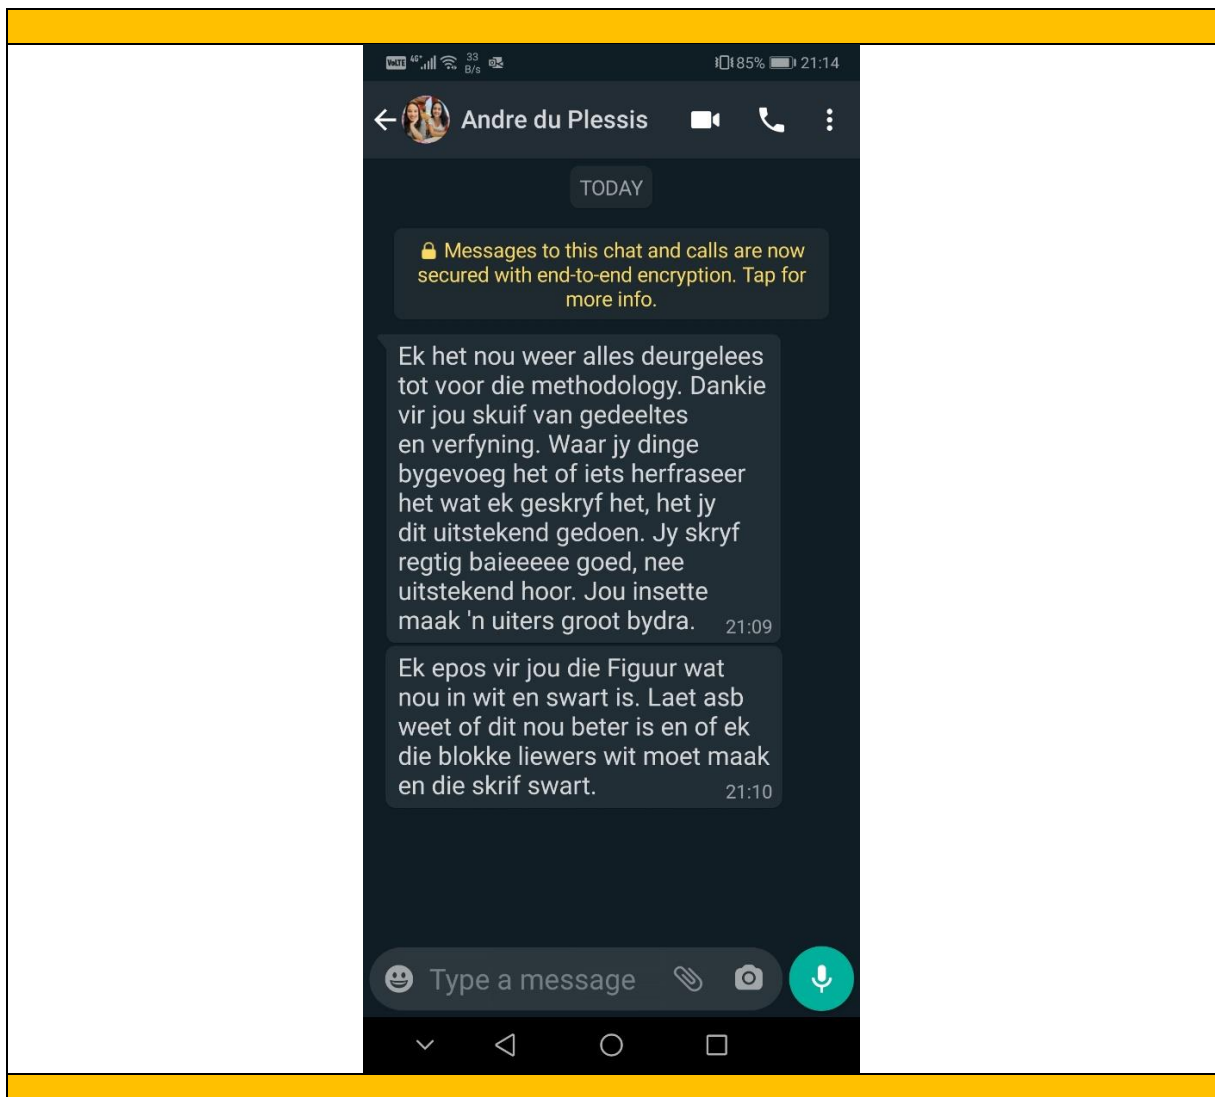 VoLTE 4G+ 33 B/s 85% 21:14
Andre du Plessis
TODAY
Messages to this chat and calls are now
secured with end-to-end encryption. Tap for
more info.
Ek het nou weer alles deurgelees
tot voor die methodology. Dankie
vir jou skuif van gedeeltes
en verfyning. Waar jy dinge
bygevoeg het of iets herfraseer
het wat ek geskryf het, het jy
dit uitstekend gedoen. Jy skryf
regtig baieeeee goed, nee
uitstekend hoor. Jou insette
maak 'n uiters groot bydra. 21:09
Ek epos vir jou die Figuur wat
nou in wit en swart is. Laet asb
weet of dit nou beter is en of ek
die blokke liewers wit moet maak
en die skrif swart. 21:10
Type a message